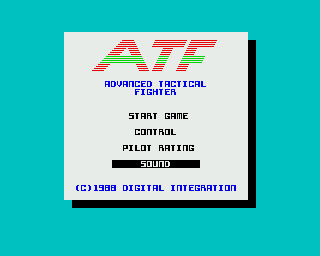 ATF
ADVANCED TACTICAL
FIGHTER
START GAME
CONTROL
PILOT RATING
SOUND
(C)1988 DIGITAL INTEGRATION